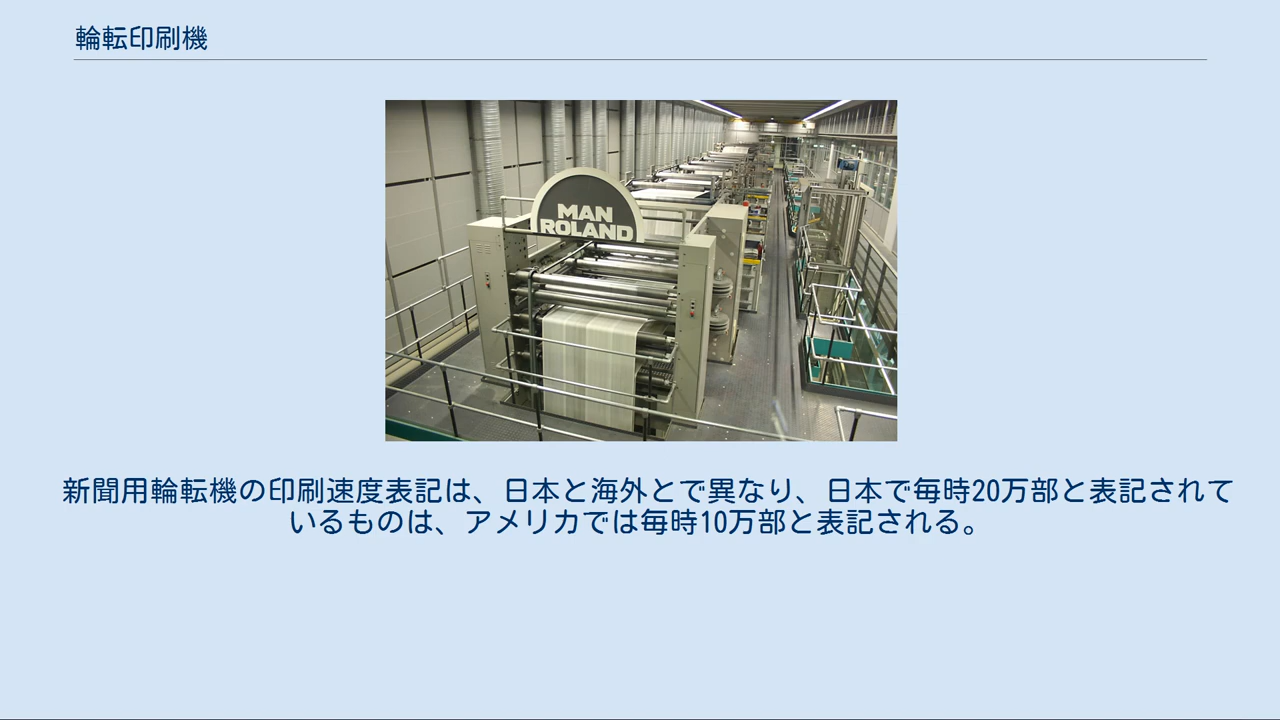 輪転印刷機
MAN
ROLAND
新聞用輪転機の印刷速度表記は、日本と海外とで異なり、日本で毎時20万部と表記されて
いるものは、アメリカでは毎時10万部と表記される。